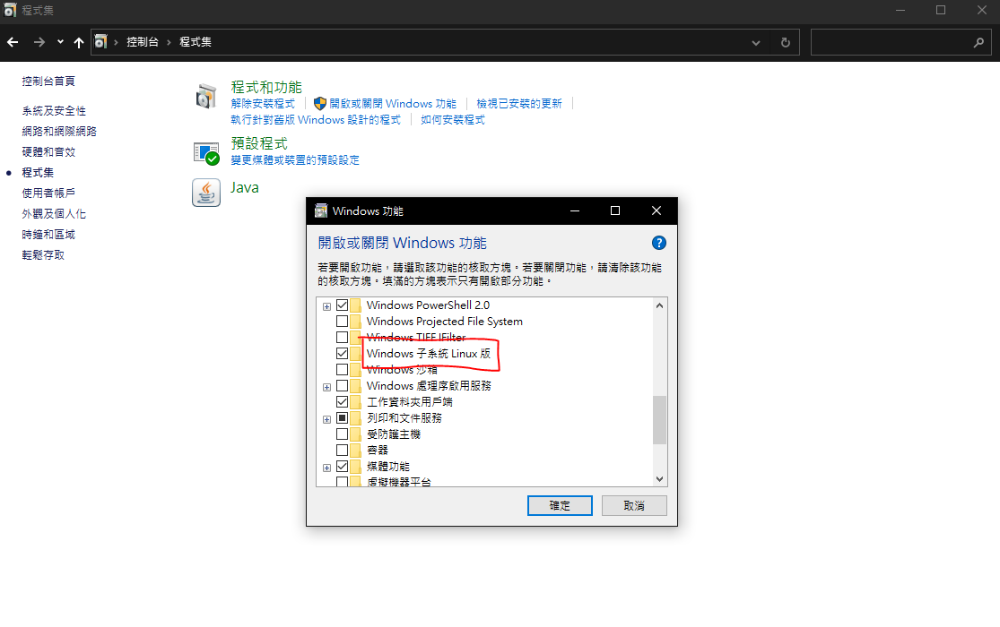 程式集
控制台 › 程式集
控制台首頁
系統及安全性
網路和網際網路
硬體和音效
程式集
使用者帳戶
外觀及個人化
時鐘和區域
輕鬆存取
程式和功能
解除安裝程式 開啟或關閉 Windows 功能 檢視已安裝的更新
執行針對舊版 Windows 設計的程式 如何安裝程式
預設程式
變更媒體或裝置的預設設定
Java
Windows 功能
開啟或關閉 Windows 功能
?
若要開啟功能，請選取該功能的核取方塊。若要關閉功能，請清除該功能
的核取方塊。填滿的方塊表示只有開啟部分功能。
Windows PowerShell 2.0
Windows Projected File System
Windows TIFF IFilter
Windows 子系統 Linux 版
Windows 沙箱
Windows 處理序啟用服務
工作資料夾用戶端
列印和文件服務
受防護主機
容器
媒體功能
虛擬機器平台
確定 取消